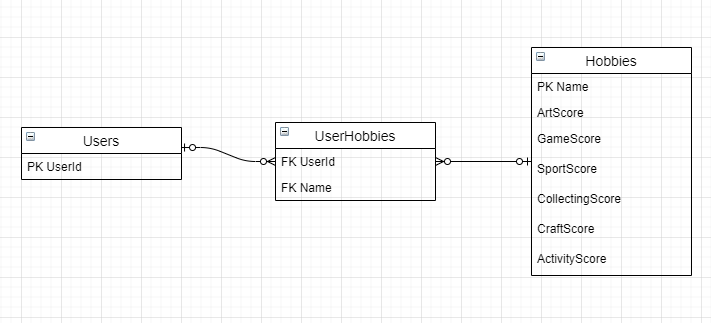 Users
PK UserId
UserHobbies
FK UserId
FK Name
Hobbies
PK Name
ArtScore
GameScore
SportScore
CollectingScore
CraftScore
ActivityScore